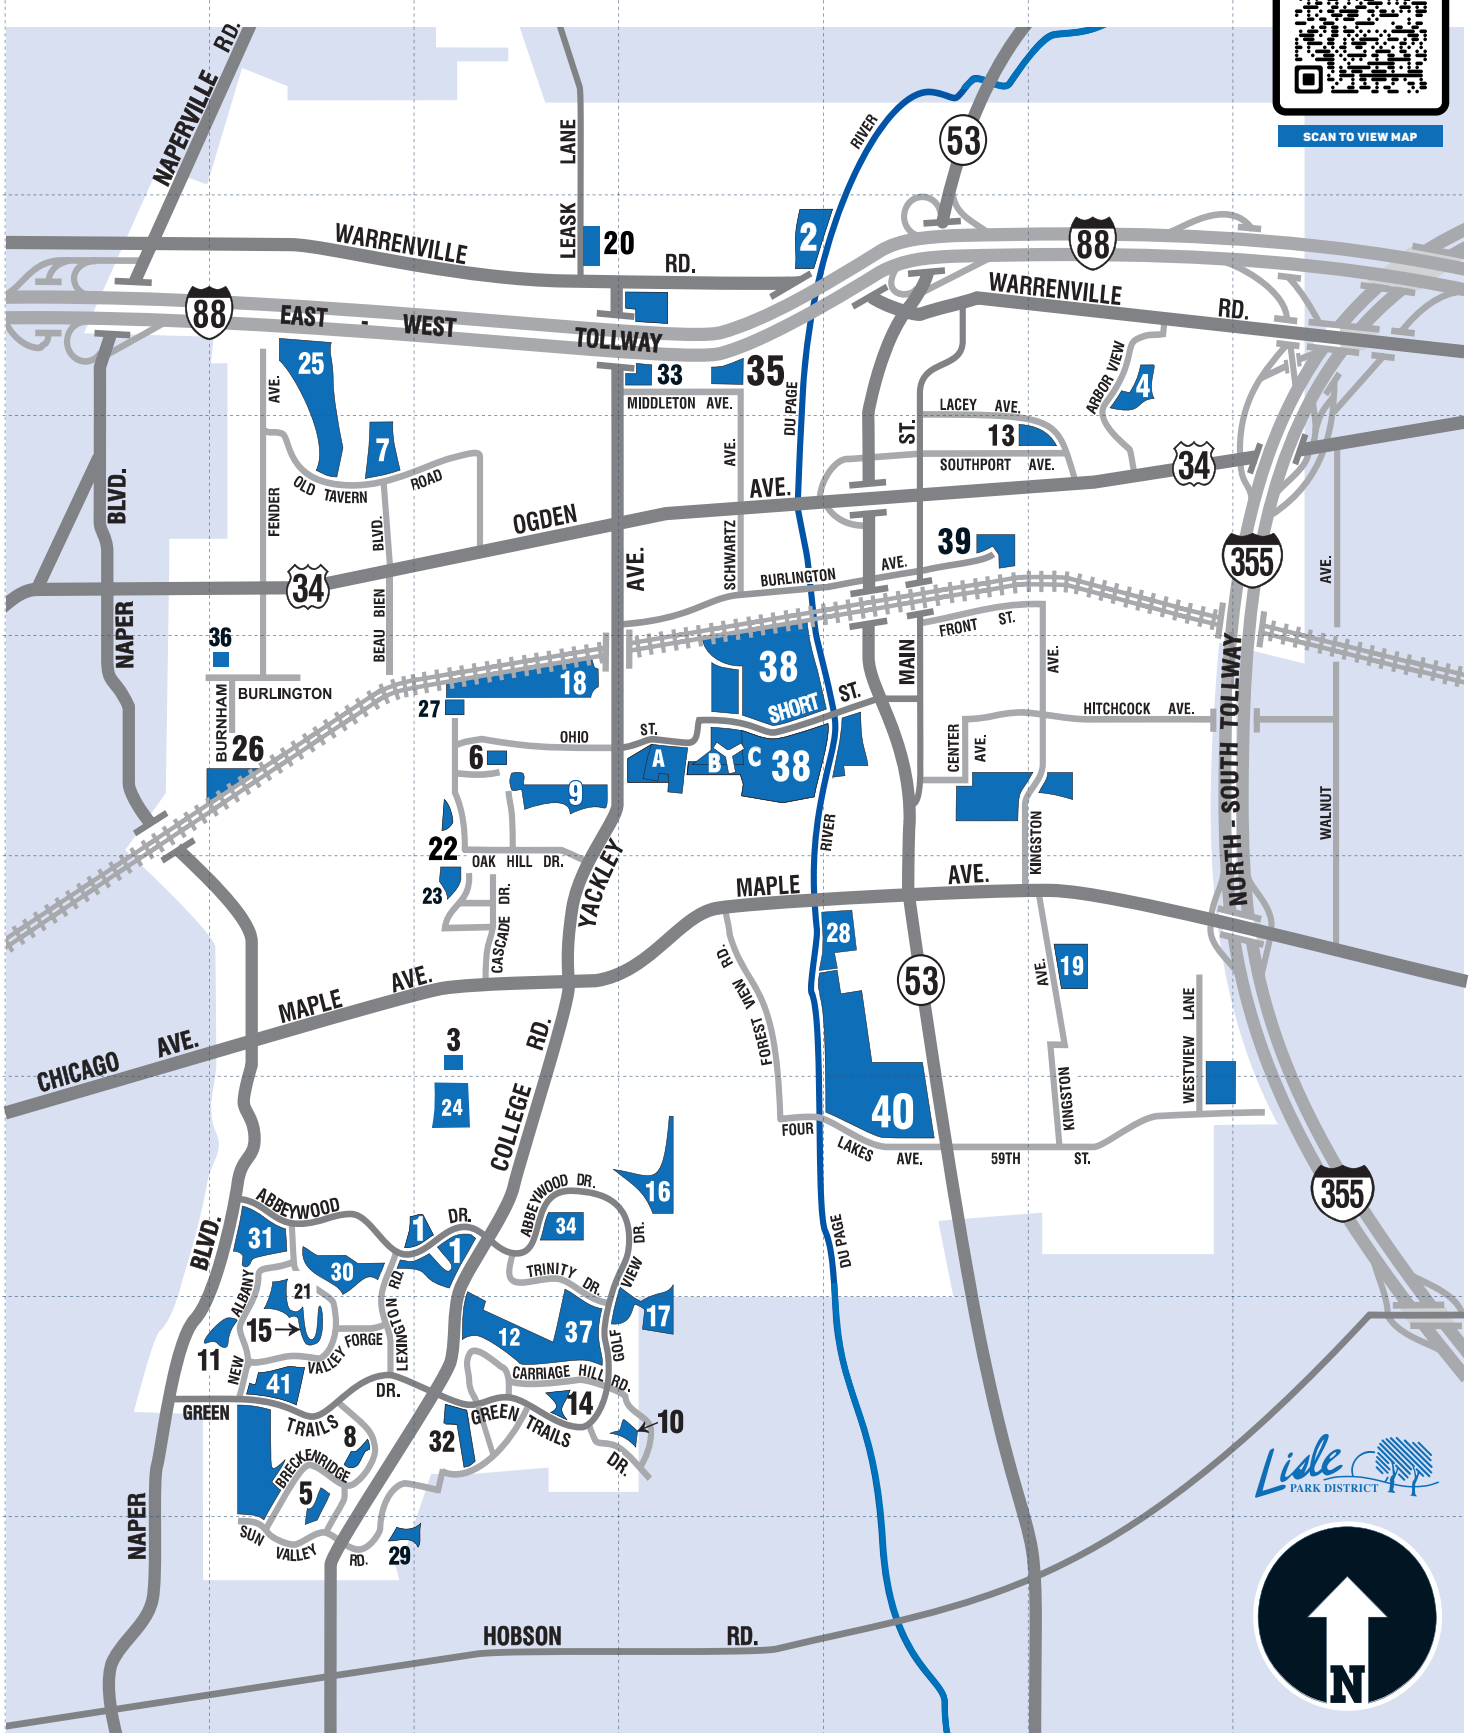 NAPERVILLE RD.
LEASK LANE
RIVER
53
SCAN TO VIEW MAP
WARRENVILLE RD.
20
2
88
88
EAST - WEST TOLLWAY
WARRENVILLE RD.
25
AVE.
33
35
MIDDLETON AVE.
DU PAGE
ARBOR VIEW
4
LACEY AVE.
13
ST.
SOUTHPORT AVE.
34
7
OLD TAVERN ROAD
BLVD.
FENDER
BLVD.
OGDEN AVE.
AVE.
SCHWARTZ
AVE.
39
BURLINGTON AVE.
355
AVE.
34
NAPER
BEAU BIEN
FRONT ST.
36
MAIN
AVE.
BURLINGTON
BURNHAM
26
18
27
38
SHORT ST.
HITCHCOCK AVE.
NORTH - SOUTH TOLLWAY
OHIO ST.
6
9
A
B
C
38
CENTER AVE.
WALNUT
RIVER
KINGSTON
22
OAK HILL DR.
23
CASCADE DR.
YACKLEY
MAPLE AVE.
28
FOREST VIEW RD.
53
AVE.
19
MAPLE AVE.
CHICAGO AVE.
3
24
COLLEGE RD.
WESTVIEW LANE
KINGSTON
40
FOUR LAKES AVE.
59TH ST.
355
16
ABBEYWOOD DR.
ABBEYWOOD DR.
34
1
1
31
30
BLVD.
TRINITY DR.
GOLF VIEW DR.
DU PAGE
17
NEW ALBANY
21
15
11
LEXINGTON RD.
VALLEY FORGE
12
37
CARRIAGE HILL RD.
41
GREEN TRAILS DR.
GREEN TRAILS DR.
14
10
32
8
BRECKENRIDGE
5
SUN VALLEY RD.
29
NAPER
HOBSON RD.
Lisle
PARK DISTRICT
N